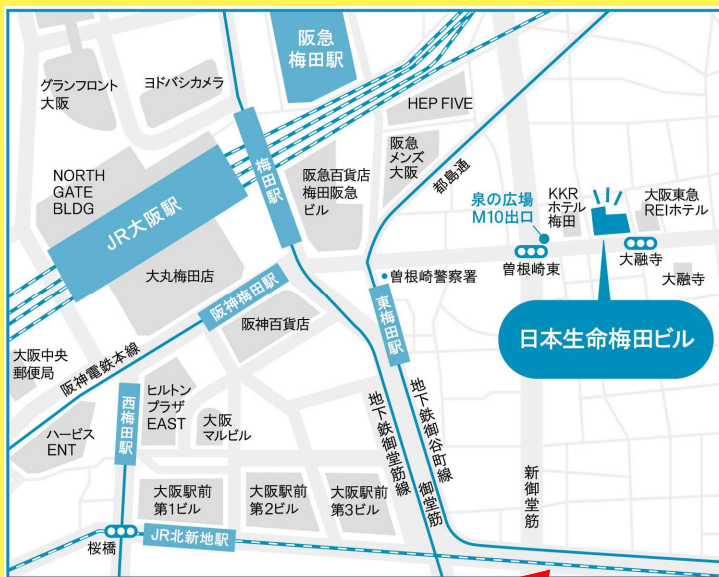 阪急
梅田駅
グランフロント
大阪
ヨドバシカメラ
HEP FIVE
阪急
メンズ
大阪
都島通
梅田駅
阪急百貨店
梅田阪急
ビル
NORTH
GATE
BLDG
JR大阪駅
泉の広場
M10出口
KKR
ホテル
梅田
大阪東急
REIホテル
大丸梅田店
阪神梅田駅
曽根崎警察署
曽根崎東
大融寺
大融寺
阪神百貨店
東梅田駅
日本生命梅田ビル
大阪中央
郵便局
阪神電鉄本線
西梅田駅
ヒルトン
プラザ
EAST
大阪
マルビル
ハービス
ENT
地下鉄御堂筋線
地下鉄御谷町線
御堂筋
新御堂筋
大阪駅前
第1ビル
大阪駅前
第2ビル
大阪駅前
第3ビル
桜橋
JR北新地駅